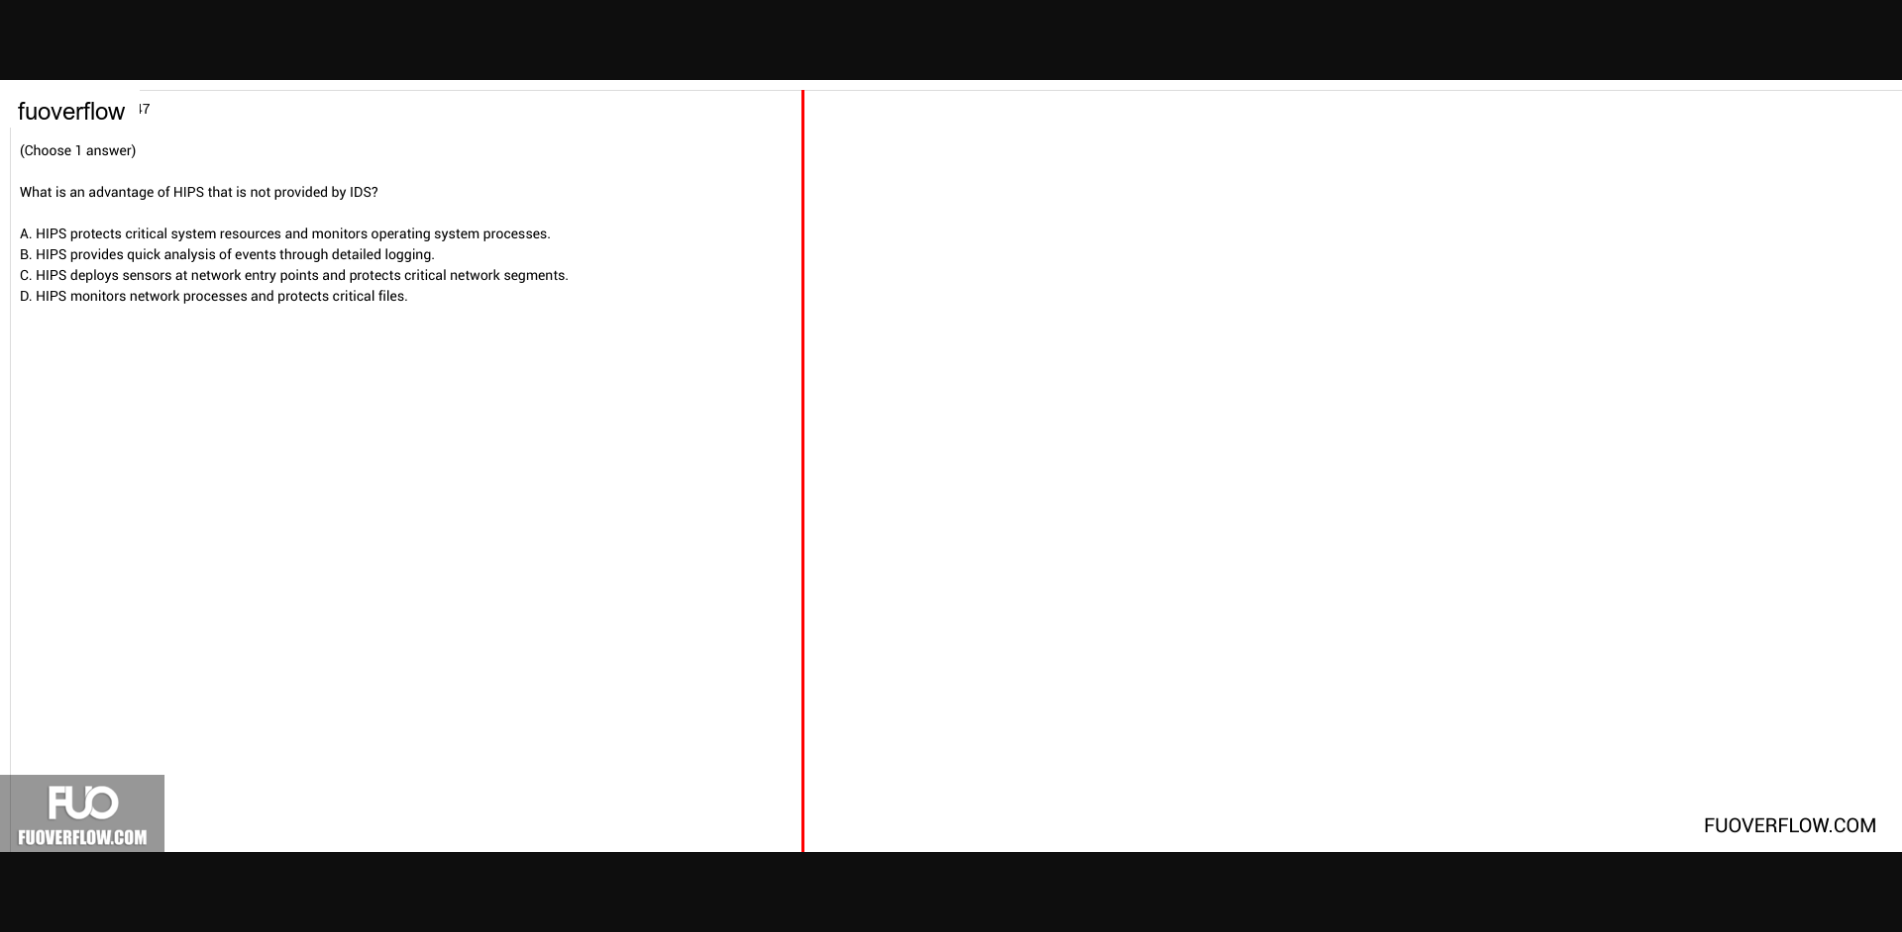 fuoverflow 47
(Choose 1 answer)
What is an advantage of HIPS that is not provided by IDS?
A. HIPS protects critical system resources and monitors operating system processes.
B. HIPS provides quick analysis of events through detailed logging.
C. HIPS deploys sensors at network entry points and protects critical network segments.
D. HIPS monitors network processes and protects critical files.
FUO
FUOVERFLOW.COM
FUOVERFLOW.COM